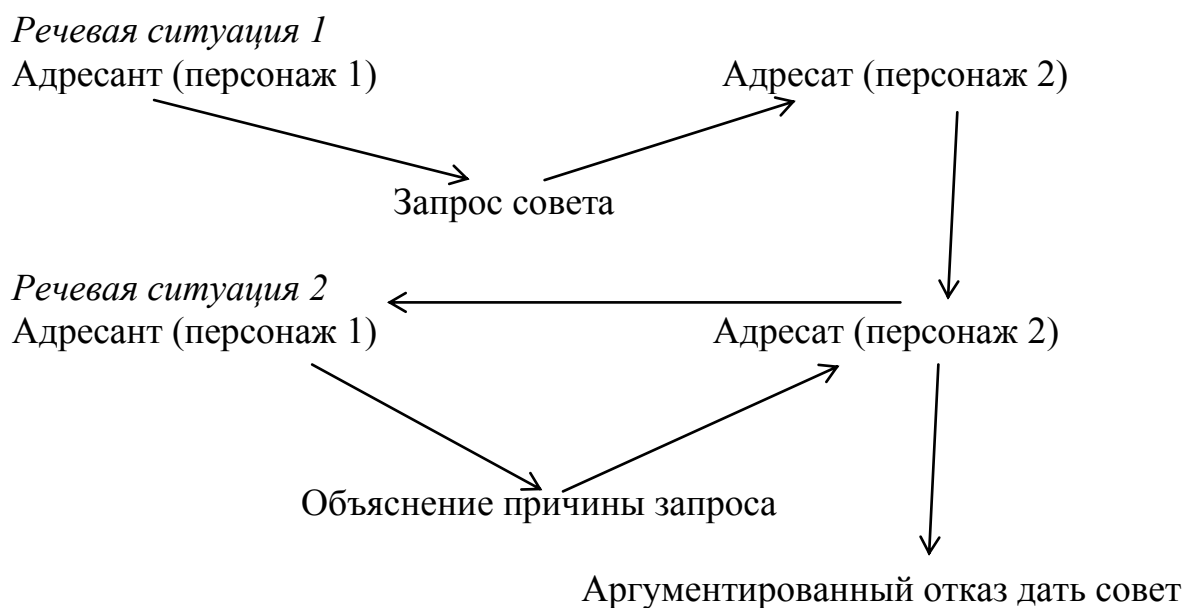 Речевая ситуация 1
Адресант (персонаж 1) Адресат (персонаж 2)
Запрос совета
Речевая ситуация 2
Адресант (персонаж 1) Адресат (персонаж 2)
Объяснение причины запроса
Аргументированный отказ дать совет